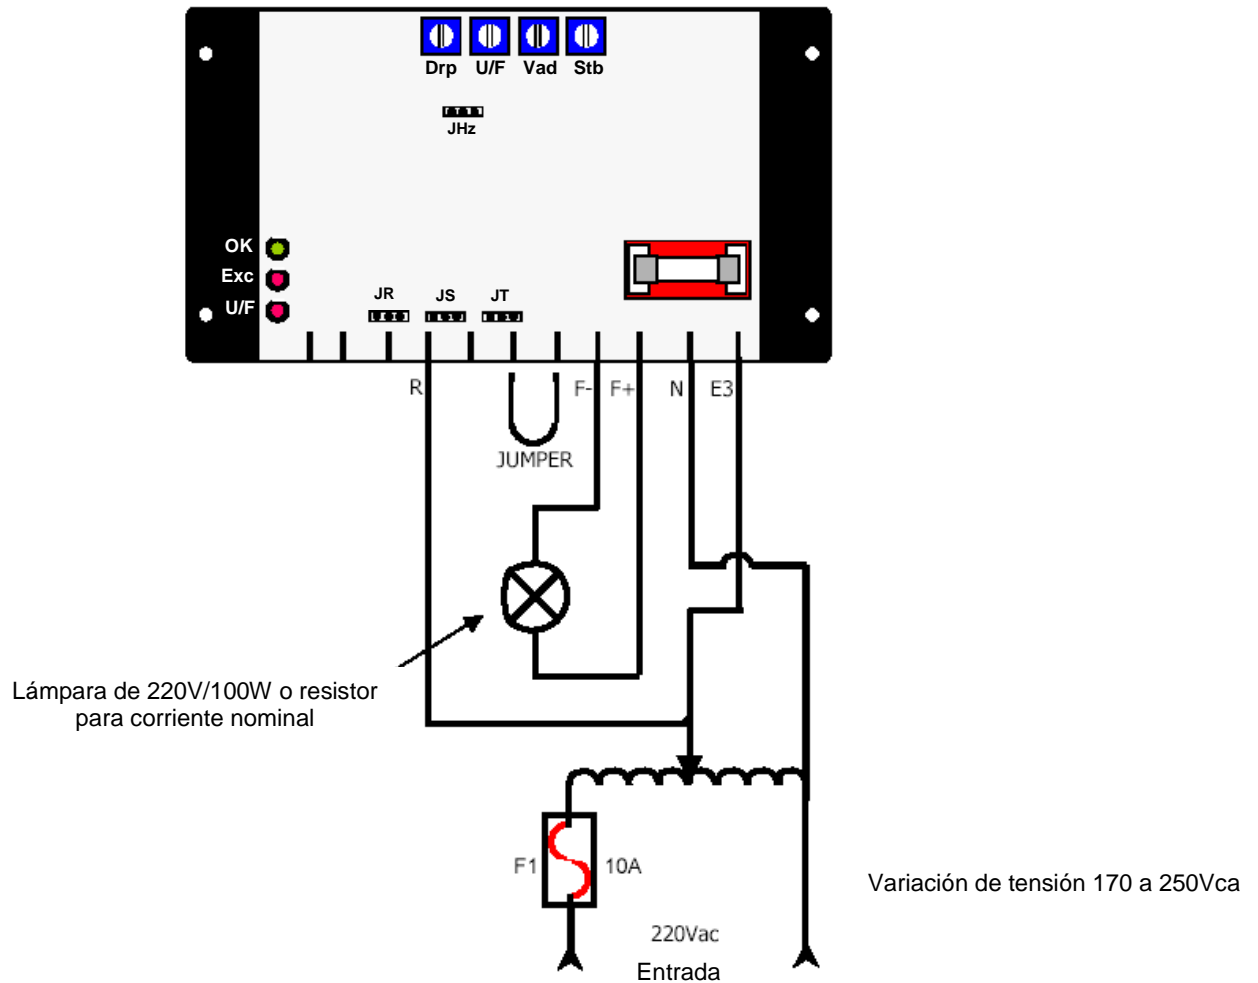 Drp U/F Vad Stb
JHz
OK
Exc
U/F
JR JS JT
R F- F+ N E3
JUMPER
Lámpara de 220V/100W o resistor
para corriente nominal
F1 10A
Variación de tensión 170 a 250Vca
220Vac
Entrada